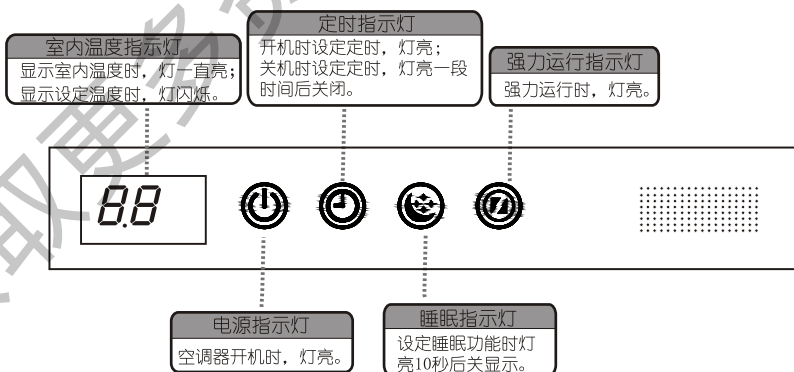 定时指示灯
开机时设定定时，灯亮；
关机时设定定时，灯亮一段
时间后关闭。
室内温度指示灯
显示室内温度时，灯一直亮；
显示设定温度时，灯闪烁。
强力运行指示灯
强力运行时，灯亮。
8.8
电源指示灯
空调器开机时，灯亮。
睡眠指示灯
设定睡眠功能时灯
亮10秒后关显示。
取更多